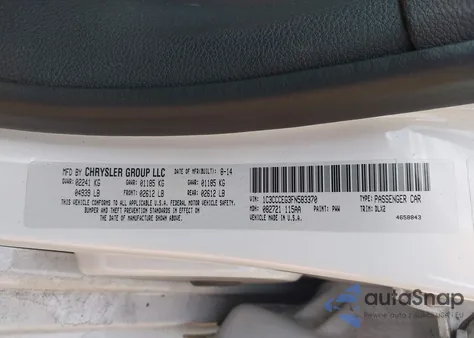 MFD BY CHRYSLER GROUP LLC DATE OF MFR(BUILT): 8-14
GVWR: 02241 KG GAWR: 01185 KG GAWR: 01185 KG
04939 LB FRONT: 02612 LB REAR: 02612 LB
THIS VEHICLE CONFORMS TO ALL APPLICABLE U.S.A. FEDERAL MOTOR VEHICLE SAFETY,
BUMPER AND THEFT PREVENTION STANDARDS IN EFFECT ON
THE DATE OF MANUFACTURE SHOWN ABOVE.
VIN: 1C3CCCEG3FN583370 TYPE: PASSENGER CAR
MDH: 082721 115AA PAINT: PWW TRIM: DLX2
MADE IN U.S.A. 4658843
autoSnap